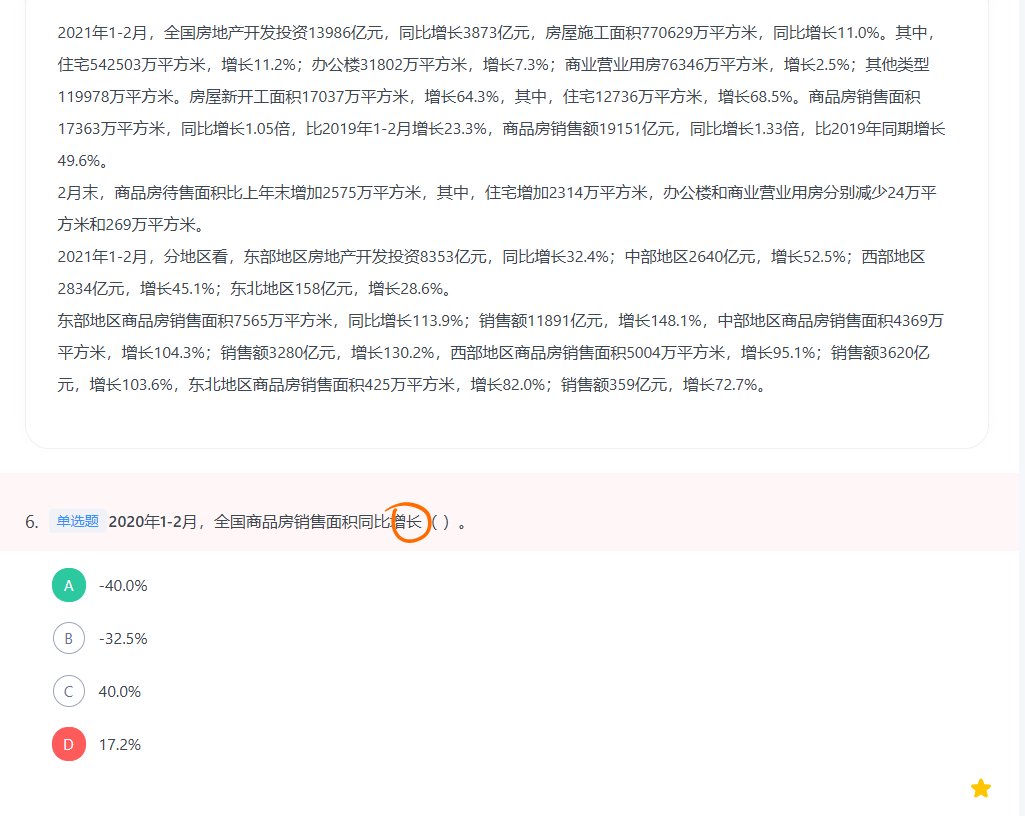 2021年1-2月，全国房地产开发投资13986亿元，同比增长3873亿元，房屋施工面积770629万平方米，同比增长11.0%。其中，
住宅542503万平方米，增长11.2%；办公楼31802万平方米，增长7.3%；商业营业用房76346万平方米，增长2.5%；其他类型
119978万平方米。房屋新开工面积17037万平方米，增长64.3%，其中，住宅12736万平方米，增长68.5%。商品房销售面积
17363万平方米，同比增长1.05倍，比2019年1-2月增长23.3%，商品房销售额19151亿元，同比增长1.33倍，比2019年同期增长
49.6%。
2月末，商品房待售面积比上年末增加2575万平方米，其中，住宅增加2314万平方米，办公楼和商业营业用房分别减少24万平
方米和269万平方米。
2021年1-2月，分地区看，东部地区房地产开发投资8353亿元，同比增长32.4%；中部地区2640亿元，增长52.5%；西部地区
2834亿元，增长45.1%；东北地区158亿元，增长28.6%。
东部地区商品房销售面积7565万平方米，同比增长113.9%；销售额11891亿元，增长148.1%，中部地区商品房销售面积4369万
平方米，增长104.3%；销售额3280亿元，增长130.2%，西部地区商品房销售面积5004万平方米，增长95.1%；销售额3620亿
元，增长103.6%，东北地区商品房销售面积425万平方米，增长82.0%；销售额359亿元，增长72.7%。
6. 单选题 2020年1-2月，全国商品房销售面积同比增长（ ）。
A -40.0%
B -32.5%
C 40.0%
D 17.2%